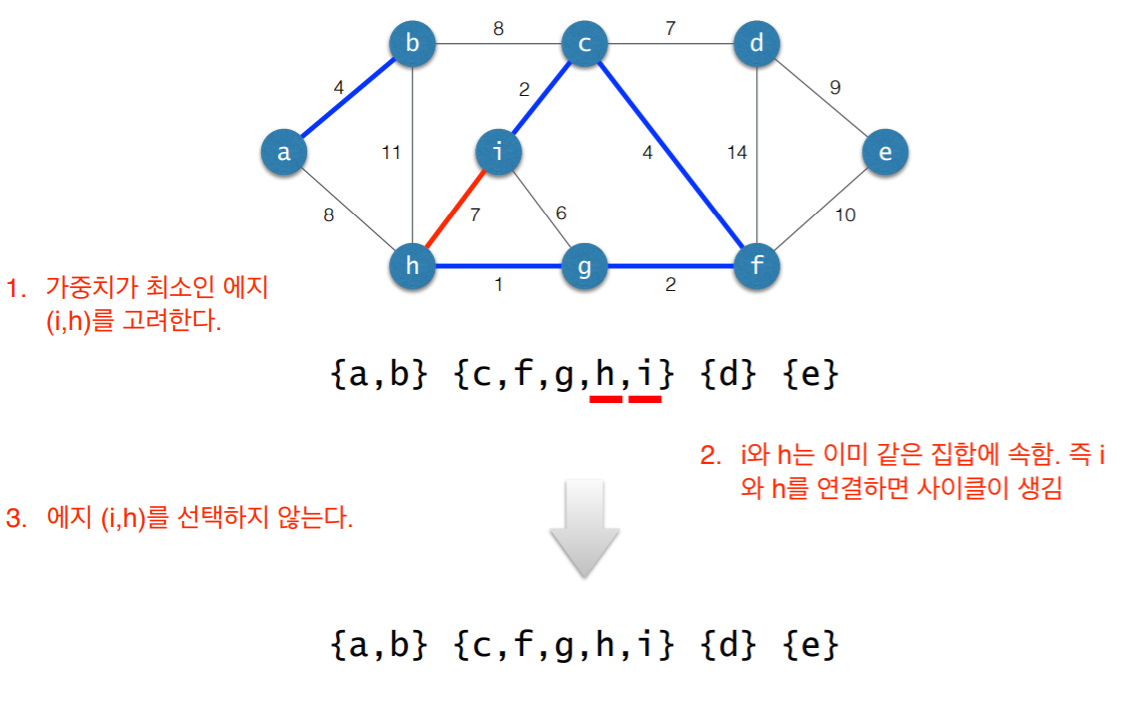 b 8 c 7 d
4 2 9
a 11 i 4 14 e
8 7 6 10
h 1 g 2 f
1. 가중치가 최소인 에지
(i,h)를 고려한다.
{a,b} {c,f,g,h,i} {d} {e}
2. i와 h는 이미 같은 집합에 속함. 즉 i
와 h를 연결하면 사이클이 생김
3. 에지 (i,h)를 선택하지 않는다.
{a,b} {c,f,g,h,i} {d} {e}